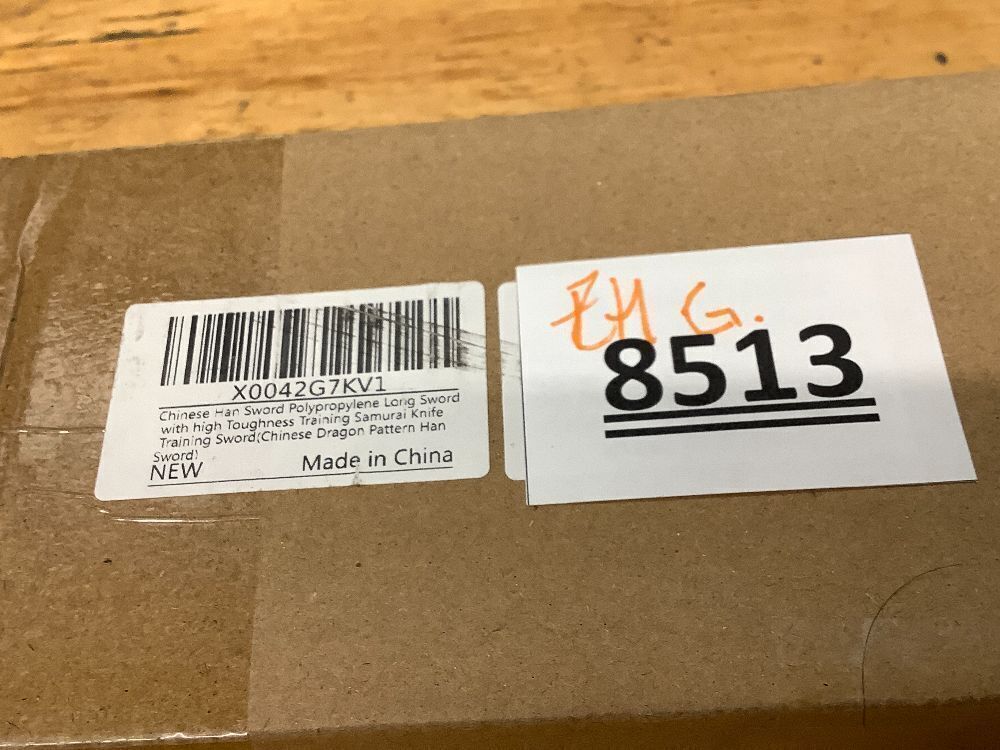 X0042G7KV1
Chinese Han Sword Polypropylene Long Sword
with high Toughness Training Samurai Knife
Training Sword(Chinese Dragon Pattern Han
Sword)
NEW
Made in China
G.
8513